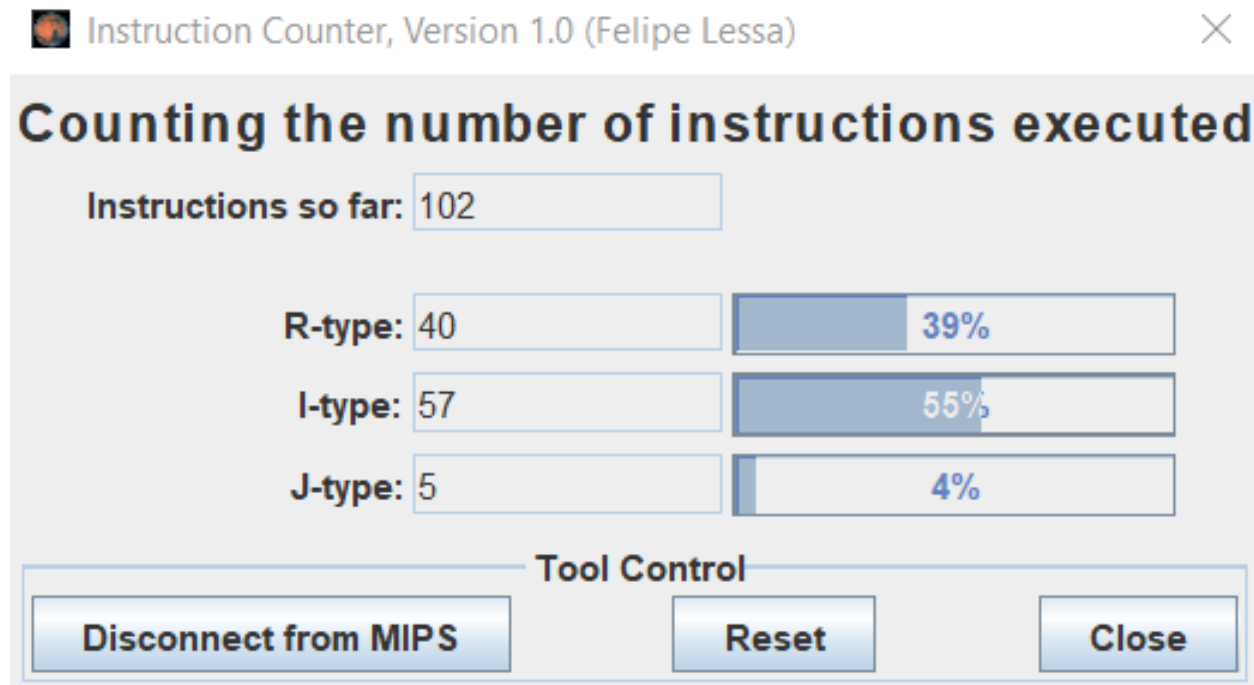 Instruction Counter, Version 1.0 (Felipe Lessa)
Counting the number of instructions executed
Instructions so far: 102
R-type: 40 39%
I-type: 57 55%
J-type: 5 4%
Tool Control
Disconnect from MIPS Reset Close